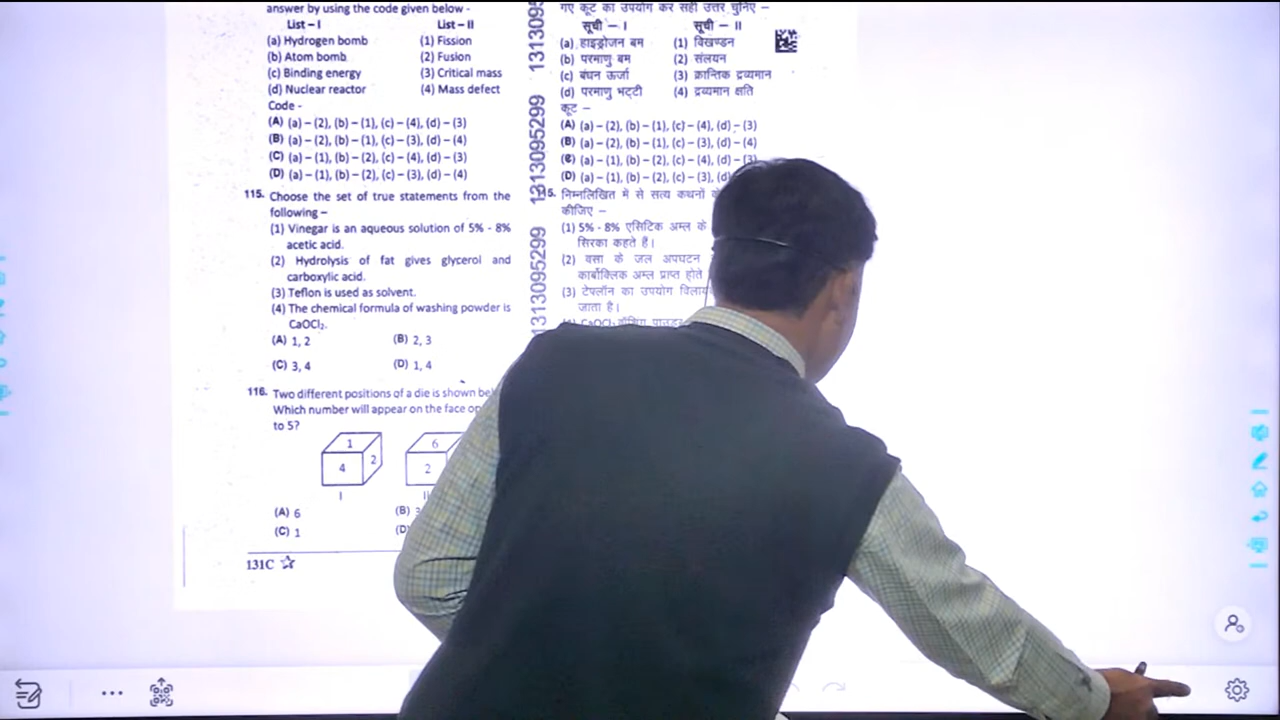 answer by using the code given below -
List – I List – II
(a) Hydrogen bomb (1) Fission
(b) Atom bomb (2) Fusion
(c) Binding energy (3) Critical mass
(d) Nuclear reactor (4) Mass defect
Code -
(A) (a) – (2), (b) – (1), (c) – (4), (d) – (3)
(B) (a) – (2), (b) – (1), (c) – (3), (d) – (4)
(C) (a) – (1), (b) – (2), (c) – (4), (d) – (3)
(D) (a) – (1), (b) – (2), (c) – (3), (d) – (4)
115. Choose the set of true statements from the
following –
(1) Vinegar is an aqueous solution of 5% - 8%
acetic acid.
(2) Hydrolysis of fat gives glycerol and
carboxylic acid.
(3) Teflon is used as solvent.
(4) The chemical formula of washing powder is
CaOCl₂.
(A) 1, 2 (B) 2, 3
(C) 3, 4 (D) 1, 4
116. Two different positions of a die is shown
Which number will appear on the face
to 5?
1
4 2
6
2
I
(A) 6 (B)
(C) 1 (D)
131C ☆
1313095299
1313095299
गए कूट का उपयोग कर सही उत्तर चुनिए –
सूची – I सूची – II
(a) हाइड्रोजन बम (1) विखण्डन
(b) परमाणु बम (2) संलयन
(c) बंधन ऊर्जा (3) क्रान्तिक द्रव्यमान
(d) परमाणु भट्टी (4) द्रव्यमान क्षति
कूट –
(A) (a) – (2), (b) – (1), (c) – (4), (d) – (3)
(B) (a) – (2), (b) – (1), (c) – (3), (d) – (4)
(C) (a) – (1), (b) – (2), (c) – (4), (d) – (3)
(D) (a) – (1), (b) – (2), (c) – (3), (d)
निम्नलिखित में से सत्य कथनों
कीजिए –
(1) 5% - 8% एसिटिक अम्ल के
सिरका कहते हैं।
(2) वसा के जल अपघटन
कार्बोक्लिक अम्ल प्राप्त होते
(3) टेफ्लॉन का उपयोग
जाता है।
CaOCl₂ वॉशिंग पाउडर